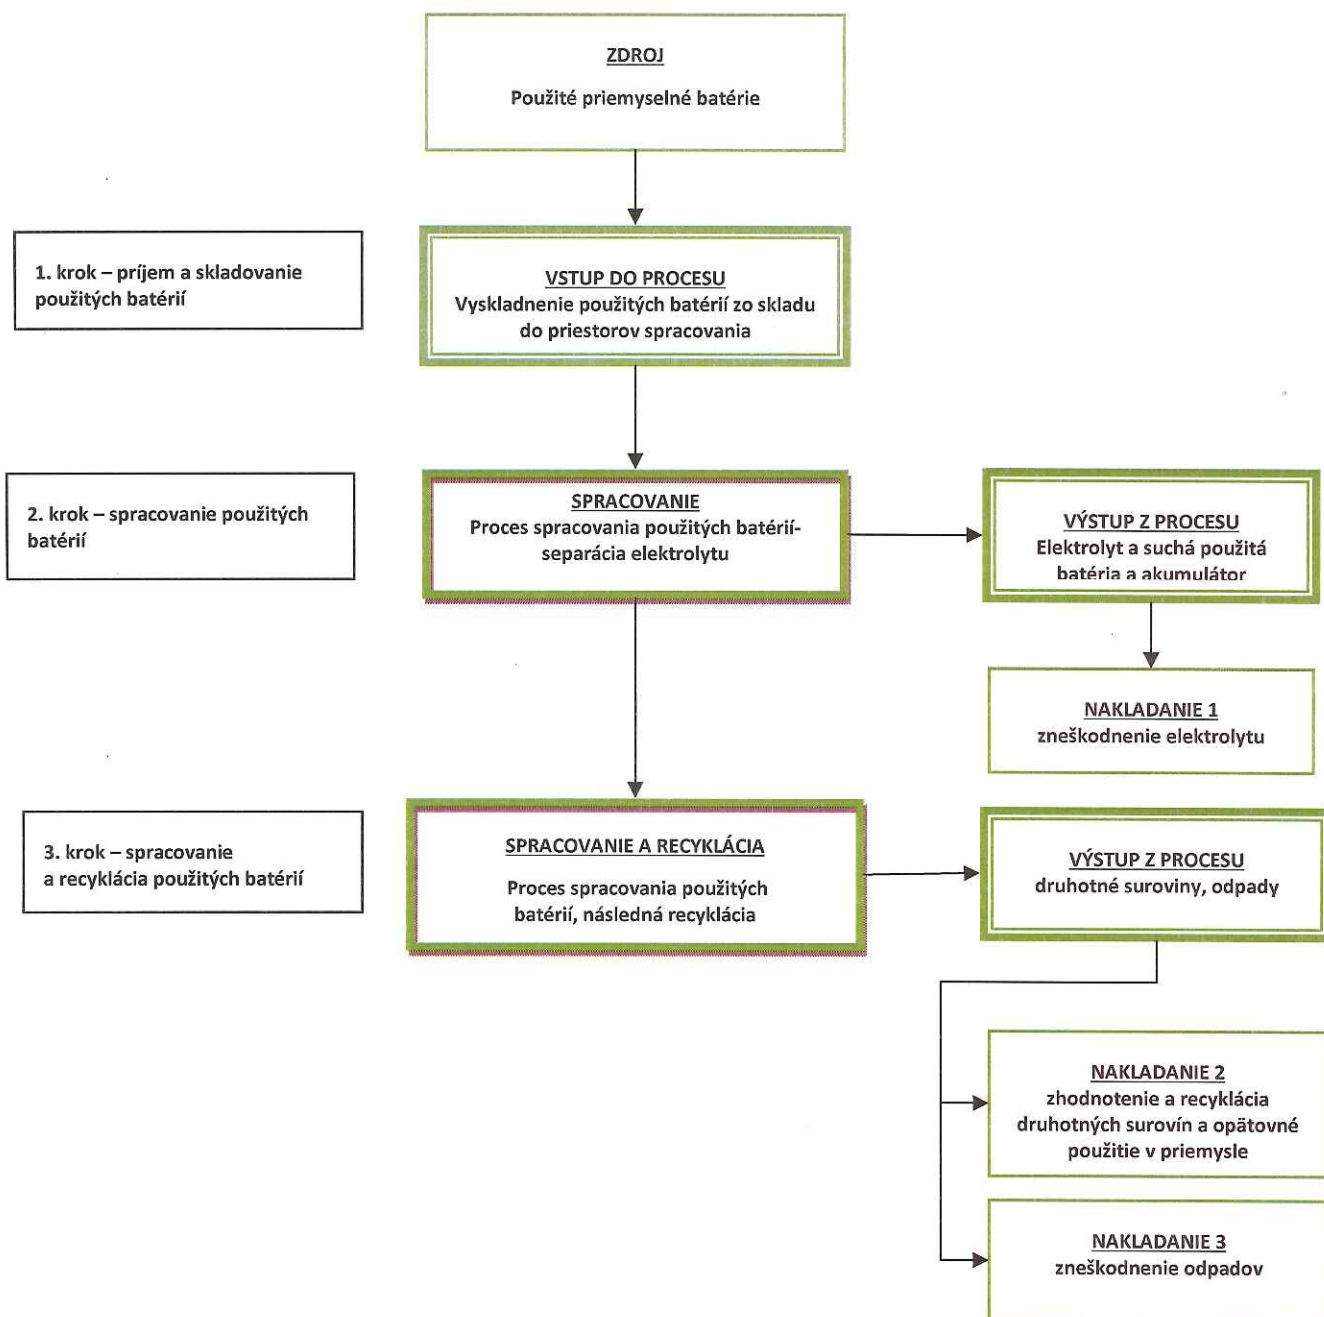 ZDROJ
Použité priemyselné batérie
1. krok – príjem a skladovanie
použitých batérií
VSTUP DO PROCESU
Vyskladnenie použitých batérií zo skladu
do priestorov spracovania
2. krok – spracovanie použitých
batérií
SPRACOVANIE
Proces spracovania použitých batérií-
separácia elektrolytu
VÝSTUP Z PROCESU
Elektrolyt a suchá použitá
batéria a akumulátor
NAKLADANIE 1
zneškodnenie elektrolytu
3. krok – spracovanie
a recyklácia použitých batérií
SPRACOVANIE A RECYKLÁCIA
Proces spracovania použitých
batérií, následná recyklácia
VÝSTUP Z PROCESU
druhotné suroviny, odpady
NAKLADANIE 2
zhodnotenie a recyklácia
druhotných surovín a opätovné
použitie v priemysle
NAKLADANIE 3
zneškodnenie odpadov